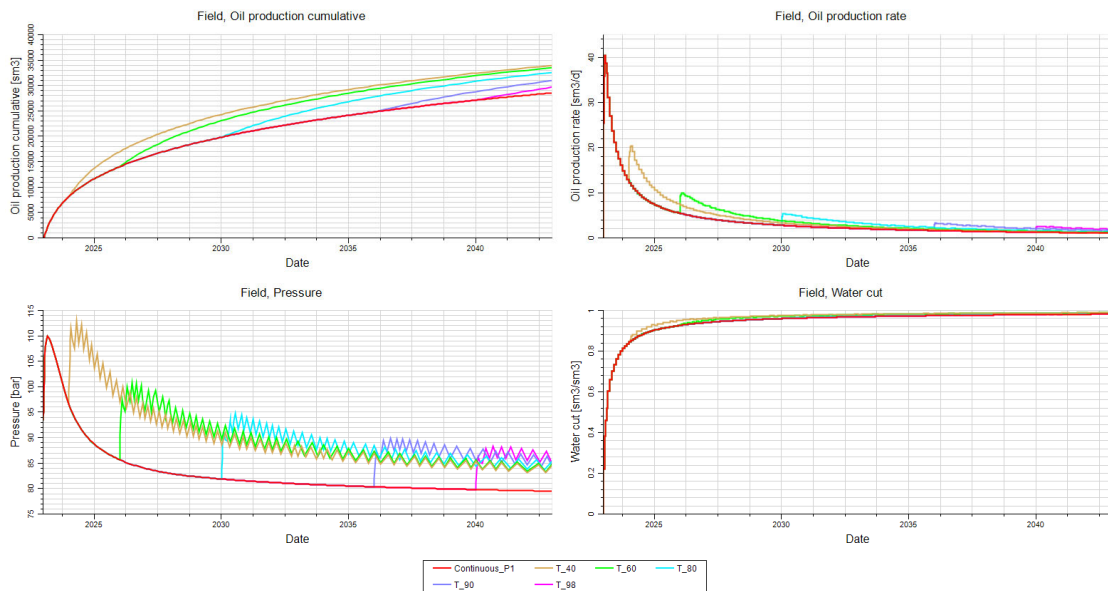 Field, Oil production cumulative
Oil production cumulative [sm3]
0 5000 10000 15000 20000 25000 30000 35000 40000
2025 2030 2035 2040
Date
Field, Oil production rate
Oil production rate [sm3/d]
0 10 20 30 40
2025 2030 2035 2040
Date
Field, Pressure
Pressure [bar]
75 80 85 90 95 100 105 110 115
2025 2030 2035 2040
Date
Field, Water cut
Water cut [sm3/sm3]
0 0.2 0.4 0.6 0.8 1
2025 2030 2035 2040
Date
Continuous_P1 T_40 T_60 T_80
T_90 T_98